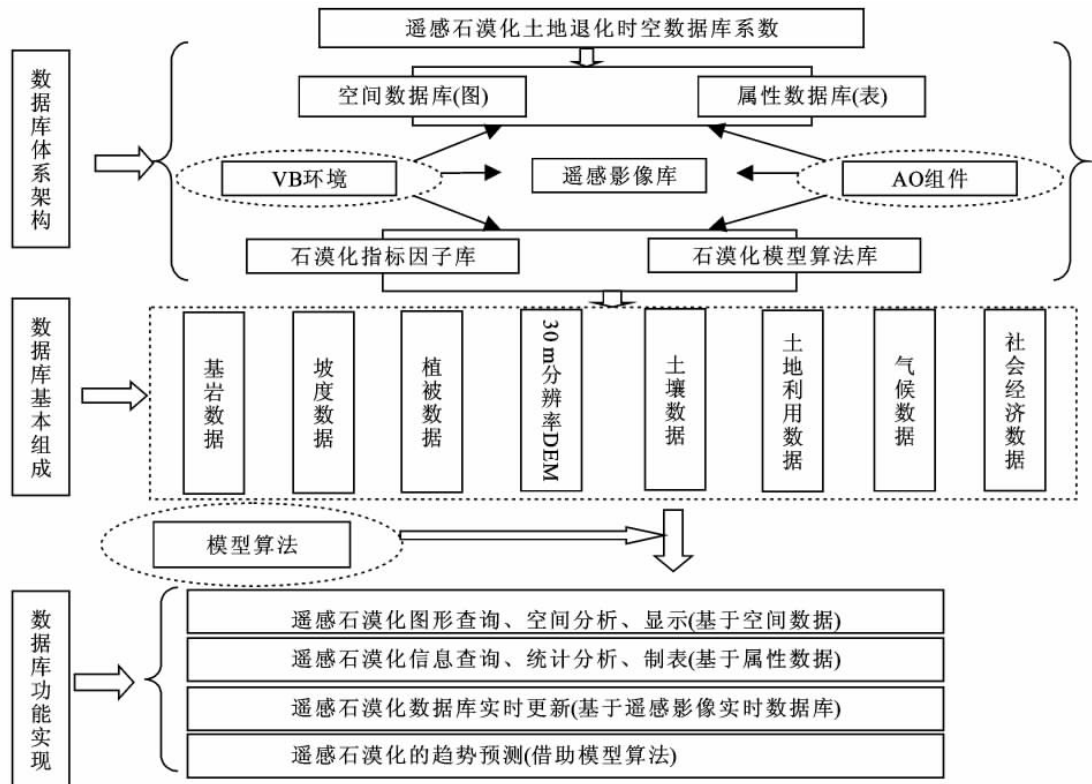 遥感石漠化土地退化时空数据库系数
数据库体系架构
空间数据库(图)
属性数据库(表)
VB环境
遥感影像库
AO组件
石漠化指标因子库
石漠化模型算法库
数据库基本组成
基岩数据
坡度数据
植被数据
30 m分辨率DEM
土壤数据
土地利用数据
气候数据
社会经济数据
模型算法
数据库功能实现
遥感石漠化图形查询、空间分析、显示(基于空间数据)
遥感石漠化信息查询、统计分析、制表(基于属性数据)
遥感石漠化数据库实时更新(基于遥感影像实时数据库)
遥感石漠化的趋势预测(借助模型算法)